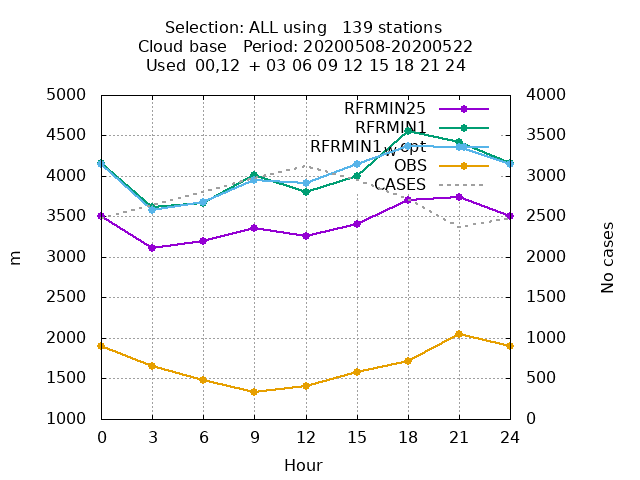 Selection: ALL using   139 stations
Cloud base   Period: 20200508-20200522
Used  00,12  + 03 06 09 12 15 18 21 24
RFRMIN25
RFRMIN1
RFRMIN1_w_ept
OBS
CASES
5000
4500
4000
3500
3000
2500
2000
1500
1000
4000
3500
3000
2500
2000
1500
1000
500
0
m
No cases
0 3 6 9 12 15 18 21 24
Hour